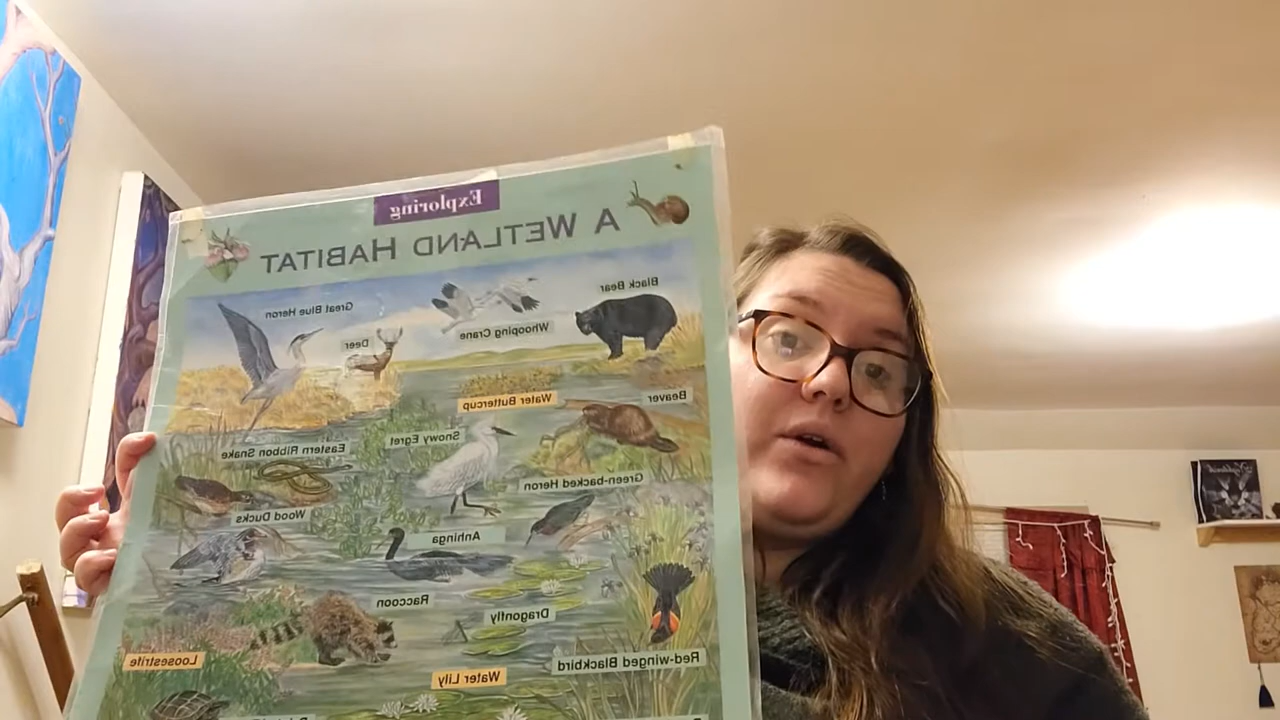 Exploring
A WETLAND HABITAT
Black Bear
Great Blue Heron
Whooping Crane
Deer
Beaver
Water Buttercup
Snowy Egret
Eastern Ribbon Snake
Green-backed Heron
Wood Ducks
Anhinga
Raccoon
Dragonfly
Red-winged Blackbird
Loosestrife
Water Lily